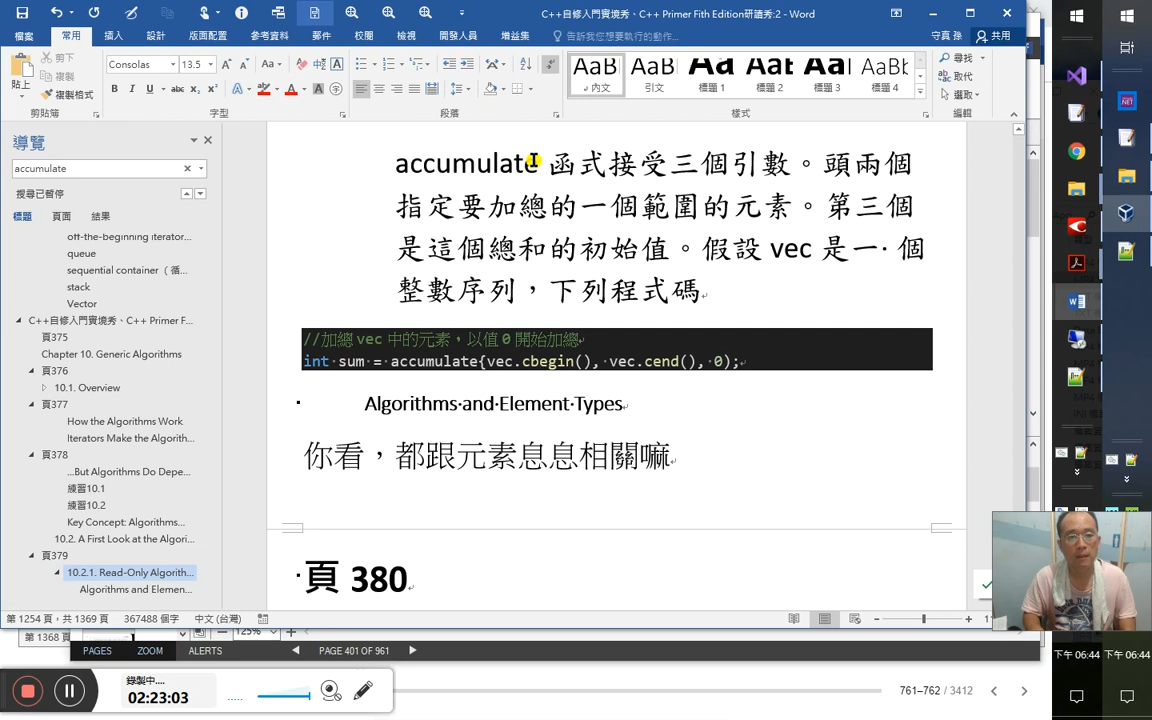 C++自修入門實境秀、C++ Primer Fith Edition研讀秀:2 - Word
檔案 常用 插入 設計 版面配置 參考資料 郵件 校閱 檢視 開發人員 增益集 告訴我您想要執行的動作... 守真 孫 共用
貼上
剪下
複製
複製格式
剪貼簿
Consolas 13.5
字型
段落
AaB 內文
AaB 引文
Aa 標題 1
AaB 標題 2
AaB 標題 3
AaB 標題 4
樣式
尋找
取代
選取
編輯
導覽
accumulate
搜尋已暫停
標題 頁面 結果
off-the-beginning iterator...
queue
sequential container（循...
stack
Vector
C++自修入門實境秀、C++ Primer F...
頁375
Chapter 10. Generic Algorithms
頁376
10.1. Overview
頁377
How the Algorithms Work
Iterators Make the Algorith...
頁378
...But Algorithms Do Depe...
練習10.1
練習10.2
Key Concept: Algorithms...
10.2. A First Look at the Algori...
頁379
10.2.1. Read-Only Algorith...
Algorithms and Elemen...
accumulate 函式接受三個引數。頭兩個
指定要加總的一個範圍的元素。第三個
是這個總和的初始值。假設 vec 是一· 個
整數序列，下列程式碼
//加總 vec 中的元素，以值 0 開始加總
int·sum·=·accumulate{vec.cbegin(),·vec.cend(),·0);
Algorithms·and·Element·Types
你看，都跟元素息息相關嘛
頁 380
第 1254 頁，共 1369 頁 367488 個字 中文 (台灣)
第 1368 頁 125%
PAGES ZOOM ALERTS PAGE 401 OF 961
錄製中....
02:23:03
761–762 / 3412
下午 06:44 下午 06:44